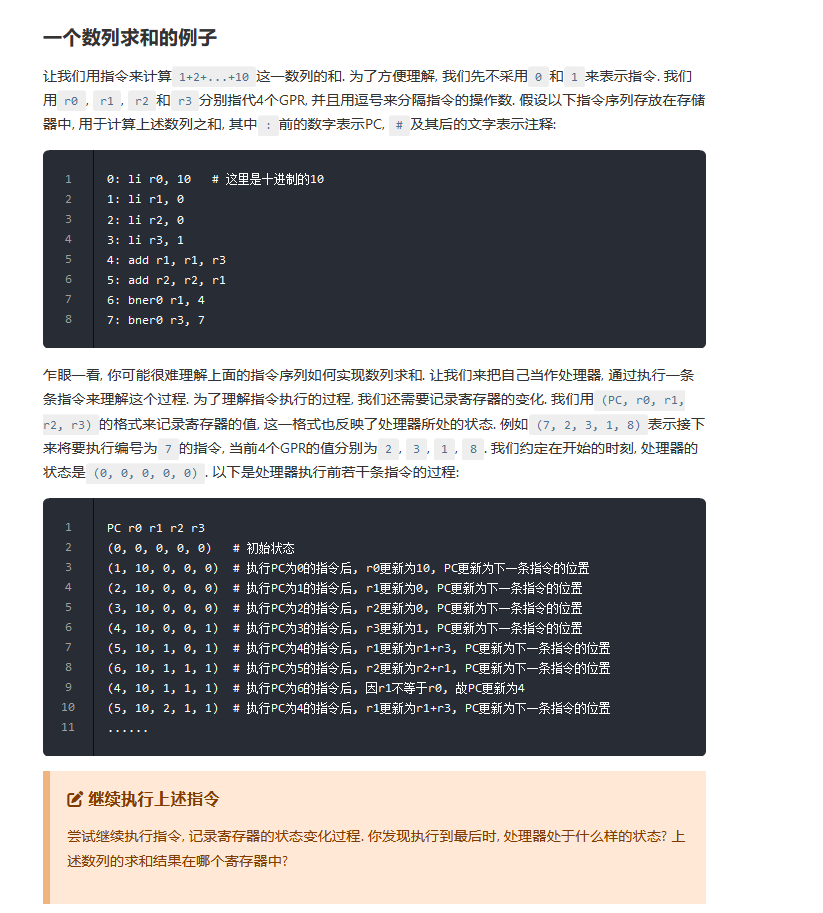 一个数列求和的例子
让我们用指令来计算 1+2+...+10 这一数列的和. 为了方便理解, 我们先不采用 0 和 1 来表示指令. 我们
用 r0 , r1 , r2 和 r3 分别指代4个GPR, 并且用逗号来分隔指令的操作数. 假设以下指令序列存放在存储
器中, 用于计算上述数列之和, 其中 : 前的数字表示PC, # 及其后的文字表示注释:
1 0: li r0, 10   # 这里是十进制的10
2 1: li r1, 0
3 2: li r2, 0
4 3: li r3, 1
5 4: add r1, r1, r3
6 5: add r2, r2, r1
7 6: bner0 r1, 4
8 7: bner0 r3, 7
乍眼一看, 你可能很难理解上面的指令序列如何实现数列求和. 让我们来把自己当作处理器, 通过执行一条
条指令来理解这个过程. 为了理解指令执行的过程, 我们还需要记录寄存器的变化. 我们用 (PC, r0, r1,
r2, r3) 的格式来记录寄存器的值, 这一格式也反映了处理器所处的状态. 例如 (7, 2, 3, 1, 8) 表示接下
来将要执行编号为 7 的指令, 当前4个GPR的值分别为 2 , 3 , 1 , 8 . 我们约定在开始的时刻, 处理器的
状态是 (0, 0, 0, 0, 0) . 以下是处理器执行前若干条指令的过程:
1 PC r0 r1 r2 r3
2 (0, 0, 0, 0, 0)   # 初始状态
3 (1, 10, 0, 0, 0)  # 执行PC为0的指令后, r0更新为10, PC更新为下一条指令的位置
4 (2, 10, 0, 0, 0)  # 执行PC为1的指令后, r1更新为0, PC更新为下一条指令的位置
5 (3, 10, 0, 0, 0)  # 执行PC为2的指令后, r2更新为0, PC更新为下一条指令的位置
6 (4, 10, 0, 0, 1)  # 执行PC为3的指令后, r3更新为1, PC更新为下一条指令的位置
7 (5, 10, 1, 0, 1)  # 执行PC为4的指令后, r1更新为r1+r3, PC更新为下一条指令的位置
8 (6, 10, 1, 1, 1)  # 执行PC为5的指令后, r2更新为r2+r1, PC更新为下一条指令的位置
9 (4, 10, 1, 1, 1)  # 执行PC为6的指令后, 因r1不等于r0, 故PC更新为4
10 (5, 10, 2, 1, 1)  # 执行PC为4的指令后, r1更新为r1+r3, PC更新为下一条指令的位置
11 ......
继续执行上述指令
尝试继续执行指令, 记录寄存器的状态变化过程. 你发现执行到最后时, 处理器处于什么样的状态? 上
述数列的求和结果在哪个寄存器中?